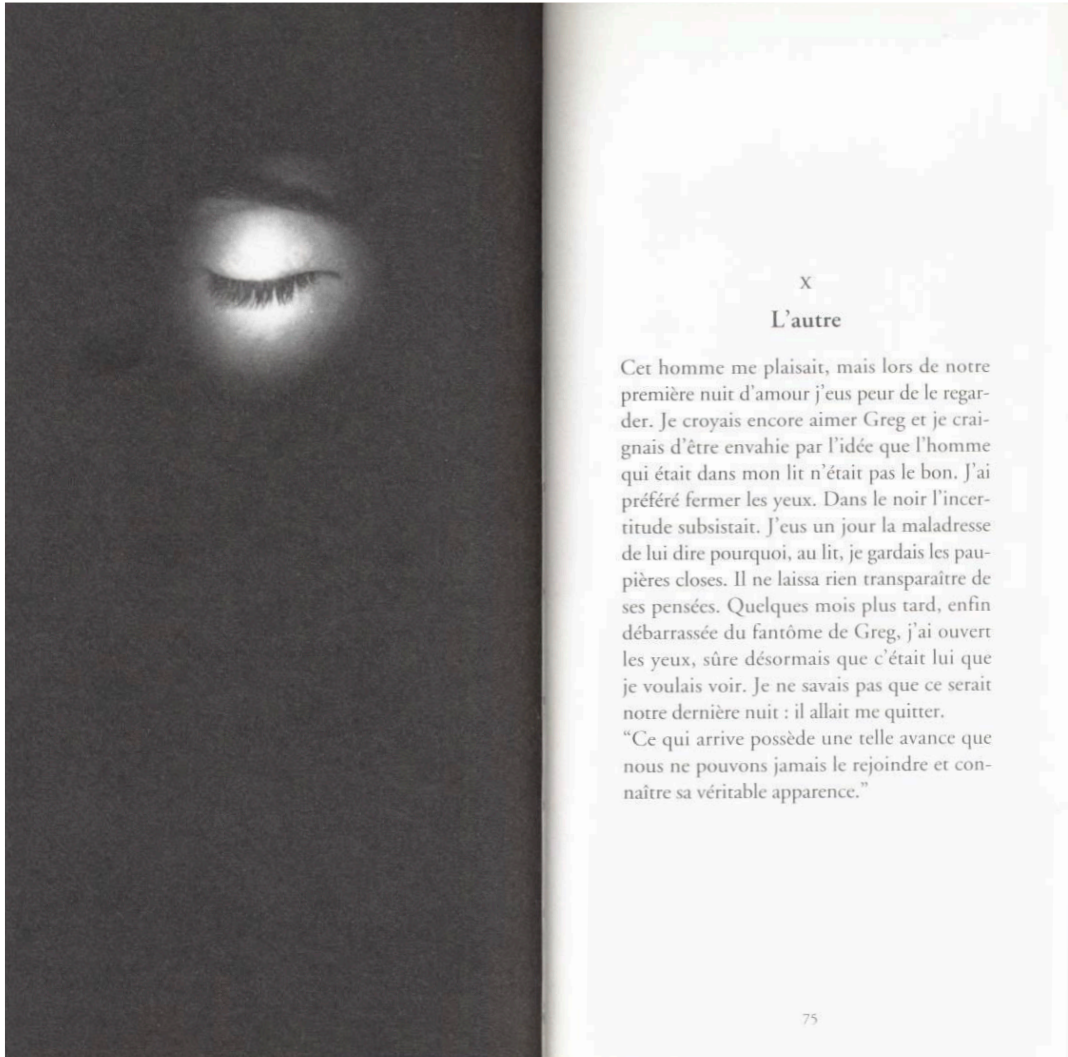 X
L'autre
Cet homme me plaisait, mais lors de notre
première nuit d'amour j'eus peur de le regar-
der. Je croyais encore aimer Greg et je crai-
gnais d'être envahie par l'idée que l'homme
qui était dans mon lit n'était pas le bon. J'ai
préféré fermer les yeux. Dans le noir l'incer-
titude subsistait. J'eus un jour la maladresse
de lui dire pourquoi, au lit, je gardais les pau-
pières closes. Il ne laissa rien transparaître de
ses pensées. Quelques mois plus tard, enfin
débarrassée du fantôme de Greg, j'ai ouvert
les yeux, sûre désormais que c'était lui que
je voulais voir. Je ne savais pas que ce serait
notre dernière nuit : il allait me quitter.
“Ce qui arrive possède une telle avance que
nous ne pouvons jamais le rejoindre et con-
naître sa véritable apparence.”
75